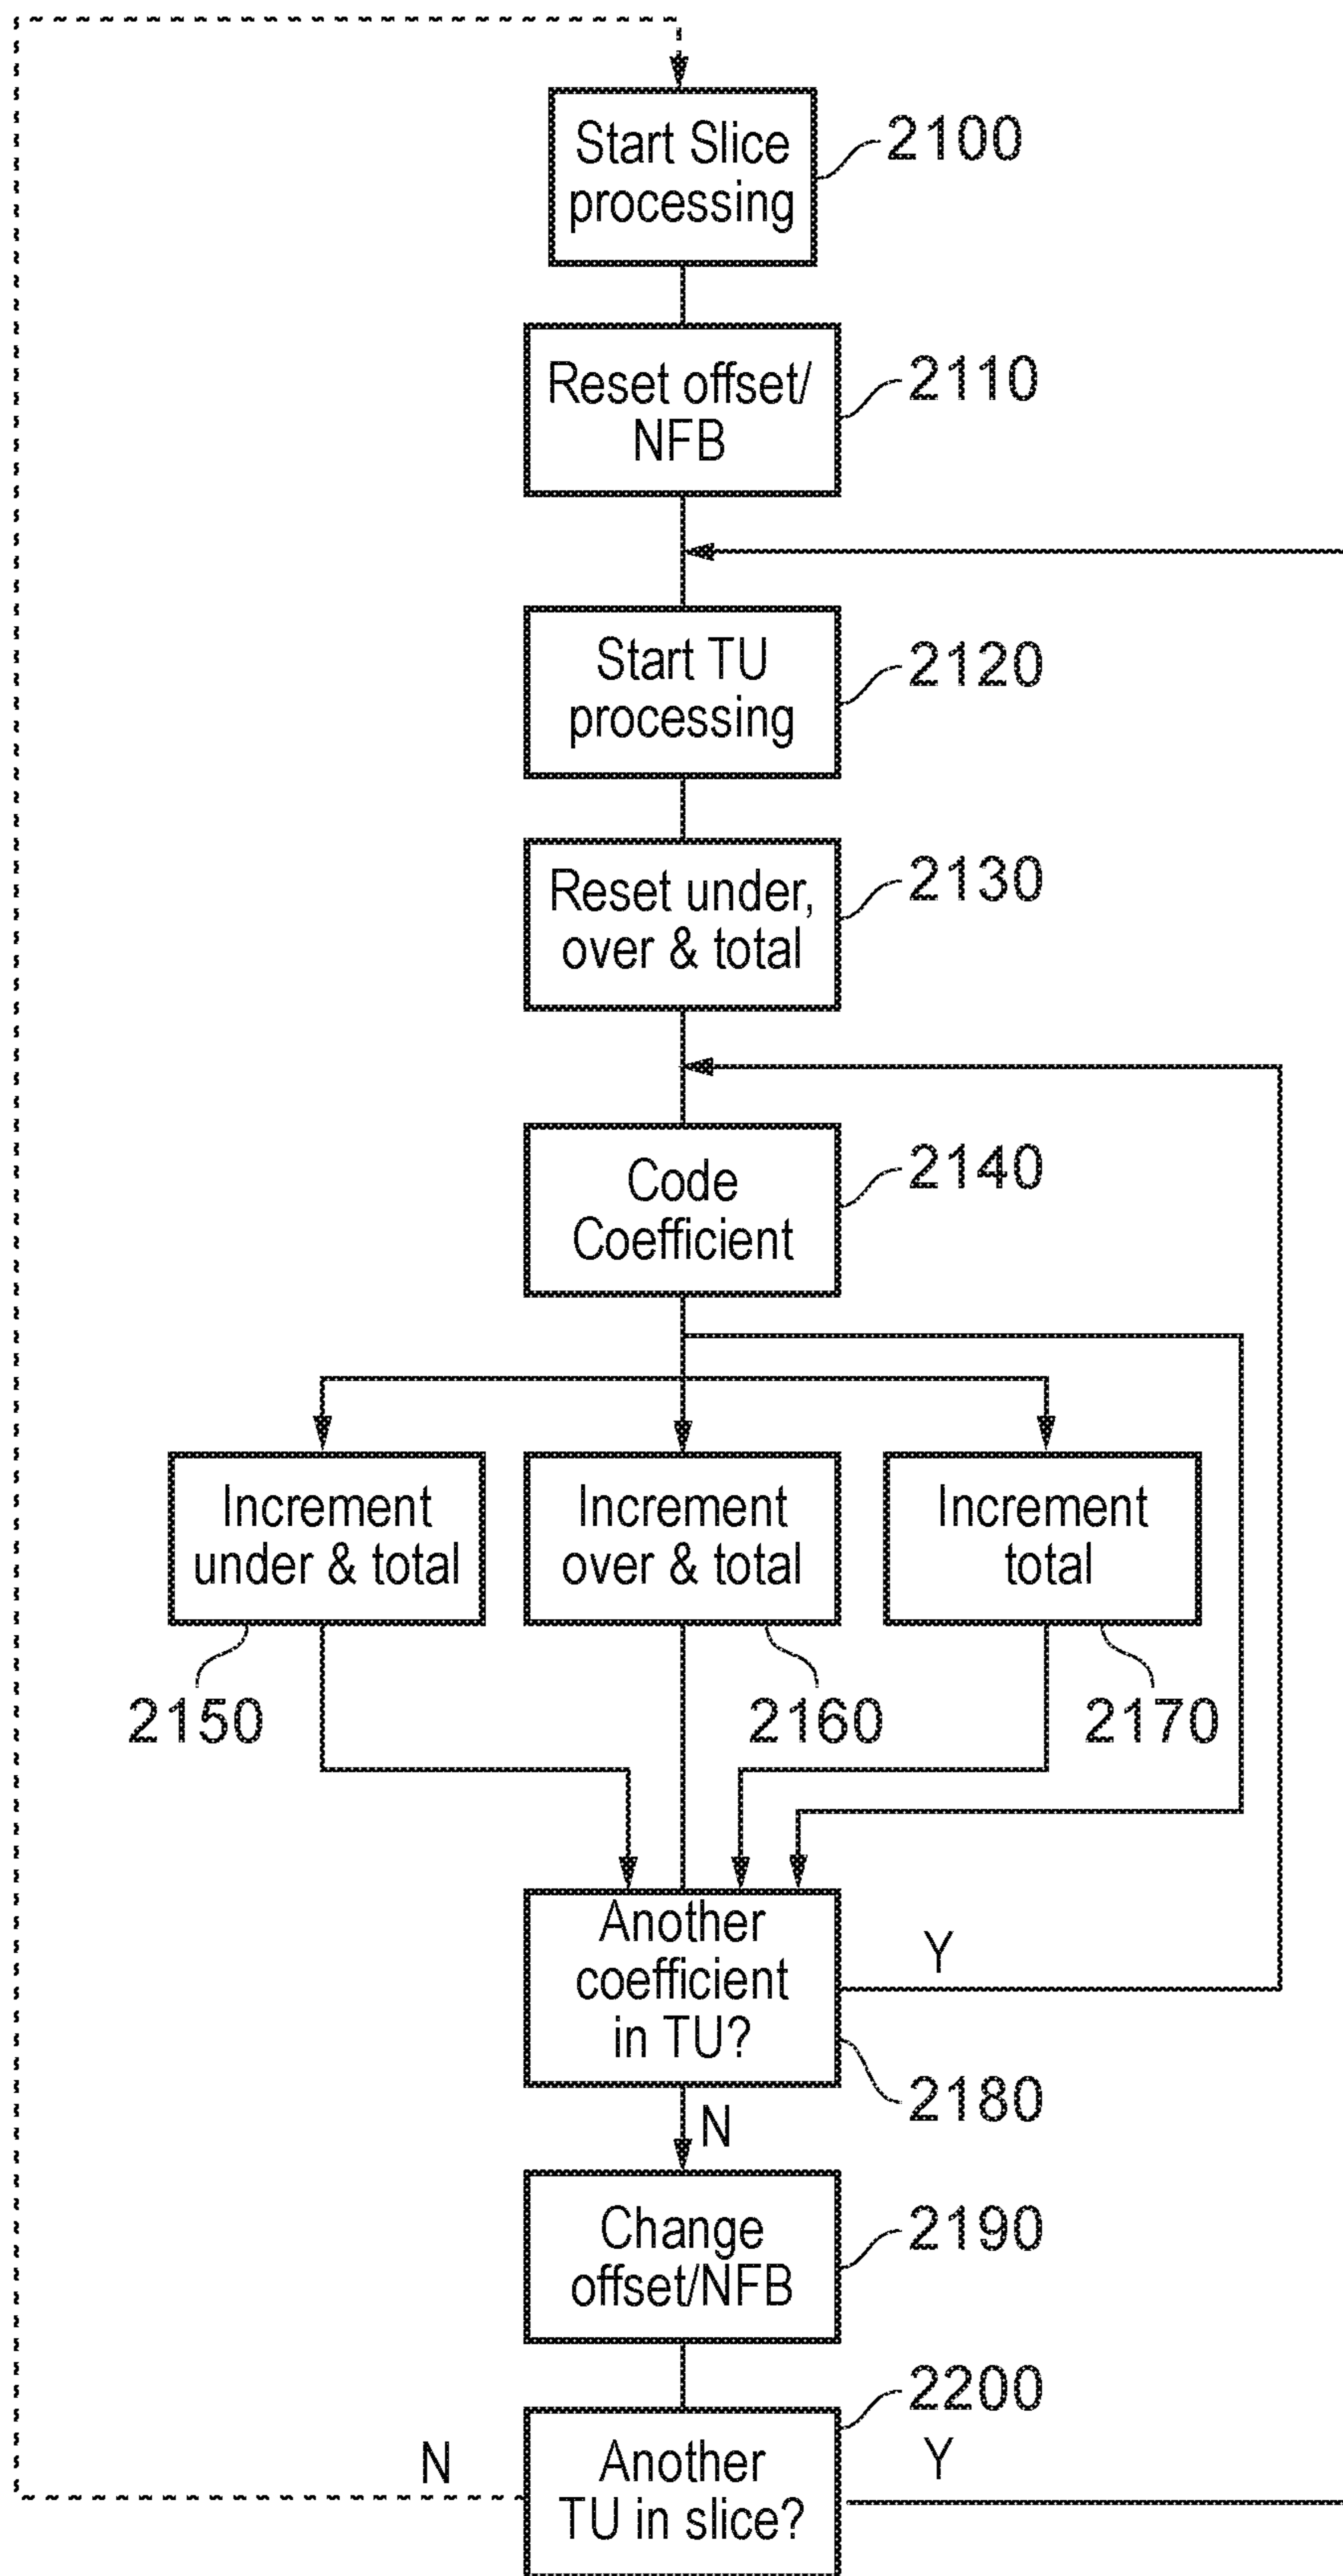 Start Slice
processing
2100
Reset offset/
NFB
2110
Start TU
processing
2120
Reset under,
over & total
2130
Code
Coefficient
2140
Increment
under & total
Increment
over & total
Increment
total
2150
2160
2170
Another
coefficient
in TU?
Y
2180
N
Change
offset/NFB
2190
2200
N
Another
TU in slice?
Y